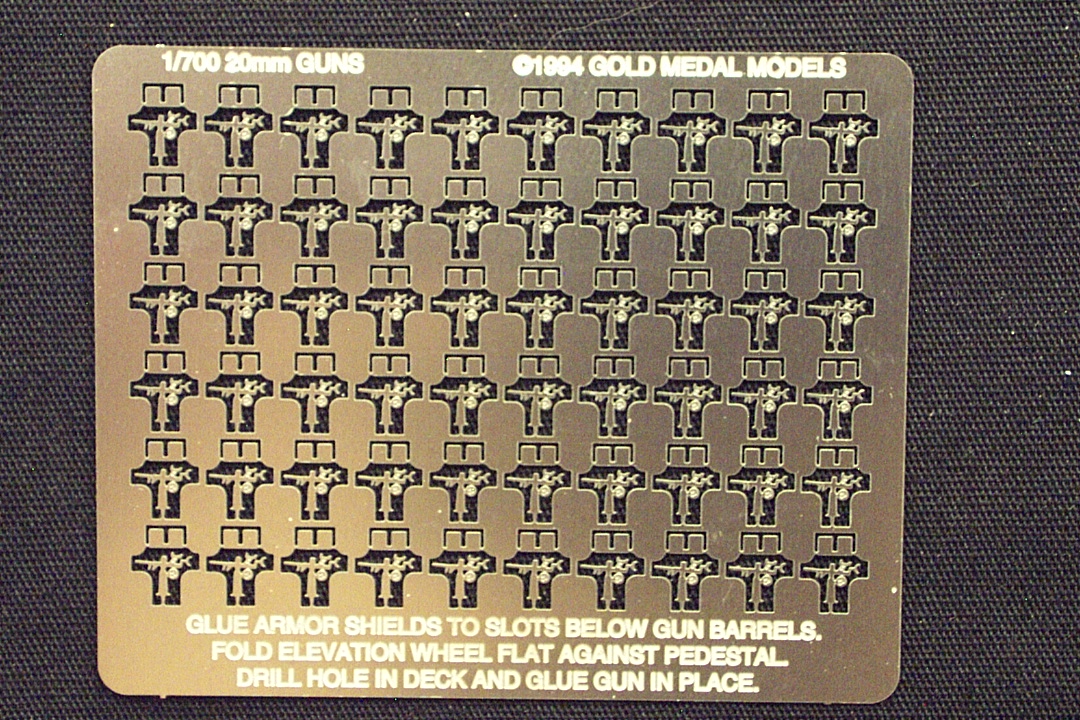 1/700 20mm GUNS ©1994 GOLD MEDAL MODELS
GLUE ARMOR SHIELDS TO SLOTS BELOW GUN BARRELS.
FOLD ELEVATION WHEEL FLAT AGAINST PEDESTAL.
DRILL HOLE IN DECK AND GLUE GUN IN PLACE.